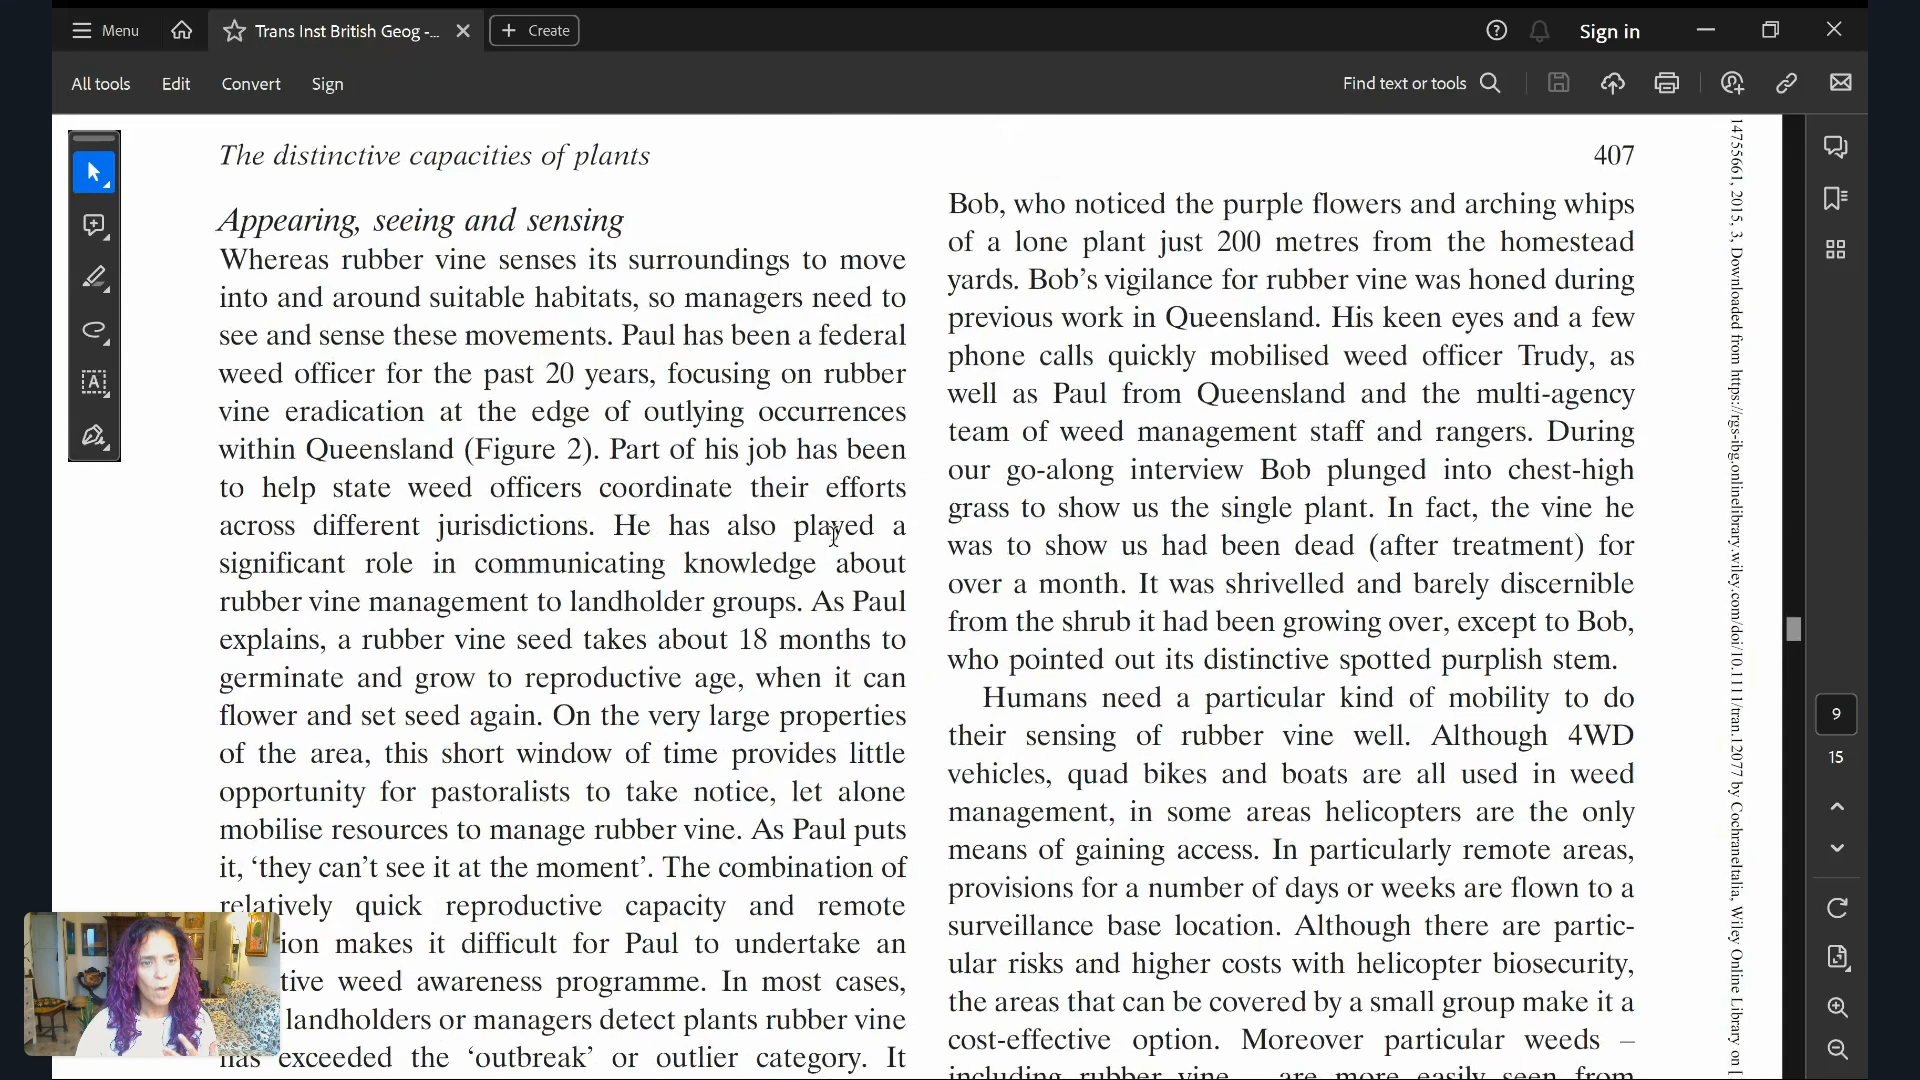 Menu
Trans Inst British Geog -...
Create
Sign in
All tools
Edit
Convert
Sign
Find text or tools
The distinctive capacities of plants
407
Appearing, seeing and sensing
Whereas rubber vine senses its surroundings to move
into and around suitable habitats, so managers need to
see and sense these movements. Paul has been a federal
weed officer for the past 20 years, focusing on rubber
vine eradication at the edge of outlying occurrences
within Queensland (Figure 2). Part of his job has been
to help state weed officers coordinate their efforts
across different jurisdictions. He has also played a
significant role in communicating knowledge about
rubber vine management to landholder groups. As Paul
explains, a rubber vine seed takes about 18 months to
germinate and grow to reproductive age, when it can
flower and set seed again. On the very large properties
of the area, this short window of time provides little
opportunity for pastoralists to take notice, let alone
mobilise resources to manage rubber vine. As Paul puts
it, ‘they can’t see it at the moment’. The combination of
relatively quick reproductive capacity and remote
ion makes it difficult for Paul to undertake an
tive weed awareness programme. In most cases,
landholders or managers detect plants rubber vine
has exceeded the ‘outbreak’ or outlier category. It
Bob, who noticed the purple flowers and arching whips
of a lone plant just 200 metres from the homestead
yards. Bob’s vigilance for rubber vine was honed during
previous work in Queensland. His keen eyes and a few
phone calls quickly mobilised weed officer Trudy, as
well as Paul from Queensland and the multi-agency
team of weed management staff and rangers. During
our go-along interview Bob plunged into chest-high
grass to show us the single plant. In fact, the vine he
was to show us had been dead (after treatment) for
over a month. It was shrivelled and barely discernible
from the shrub it had been growing over, except to Bob,
who pointed out its distinctive spotted purplish stem.
Humans need a particular kind of mobility to do
their sensing of rubber vine well. Although 4WD
vehicles, quad bikes and boats are all used in weed
management, in some areas helicopters are the only
means of gaining access. In particularly remote areas,
provisions for a number of days or weeks are flown to a
surveillance base location. Although there are partic-
ular risks and higher costs with helicopter biosecurity,
the areas that can be covered by a small group make it a
cost-effective option. Moreover particular weeds –
including rubber vine – are more easily seen from
14755661, 2015, 3, Downloaded from https://rgs-ibg.onlinelibrary.wiley.com/doi/10.1111/tran.12077 by CochraneItalia, Wiley Online Library on [
9
15